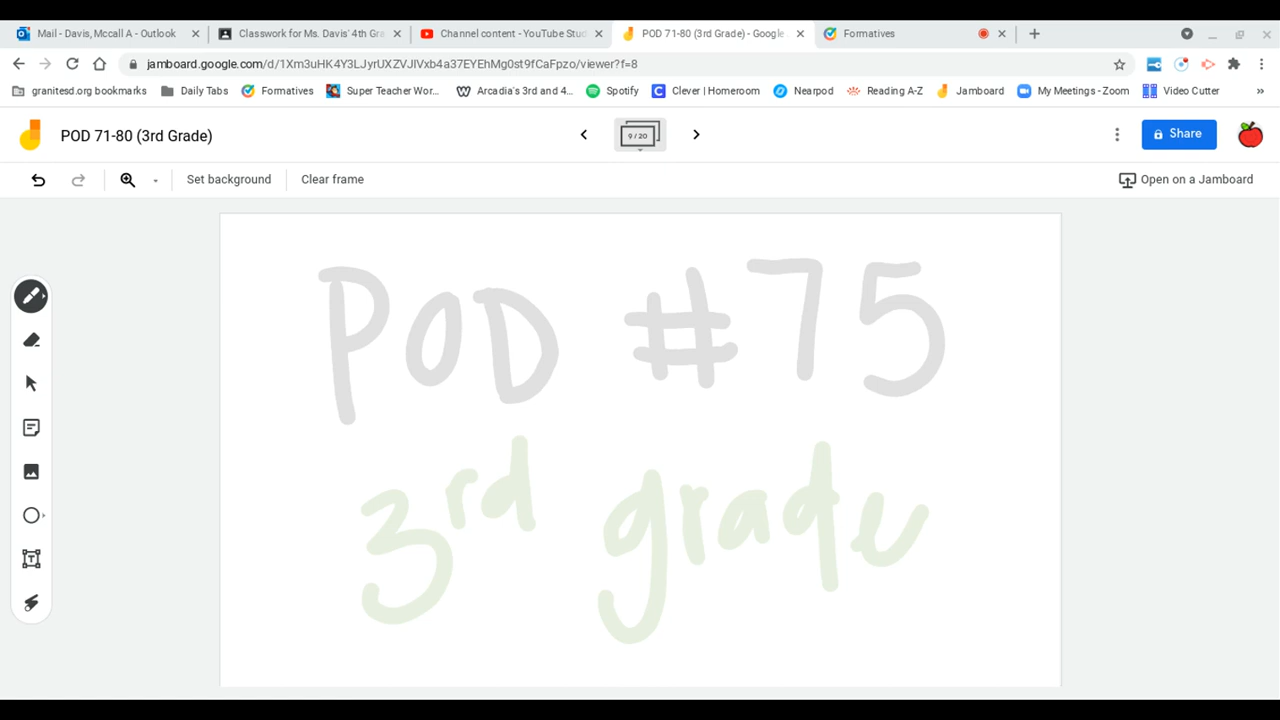 Mail - Davis, Mccall A - Outlook
Classwork for Ms. Davis' 4th Gra
Channel content - YouTube Stud
POD 71-80 (3rd Grade) - Google
Formatives
jamboard.google.com/d/1Xm3uHK4Y3LJyrUXZVJlVxb4a37EYEhMg0st9fCaFpzo/viewer?f=8
granitesd.org bookmarks
Daily Tabs
Formatives
Super Teacher Wor...
Arcadia's 3rd and 4...
Spotify
Clever | Homeroom
Nearpod
Reading A-Z
Jamboard
My Meetings - Zoom
Video Cutter
»
POD 71-80 (3rd Grade)
9 / 20
Share
Set background
Clear frame
Open on a Jamboard
POD #75
3rd grade